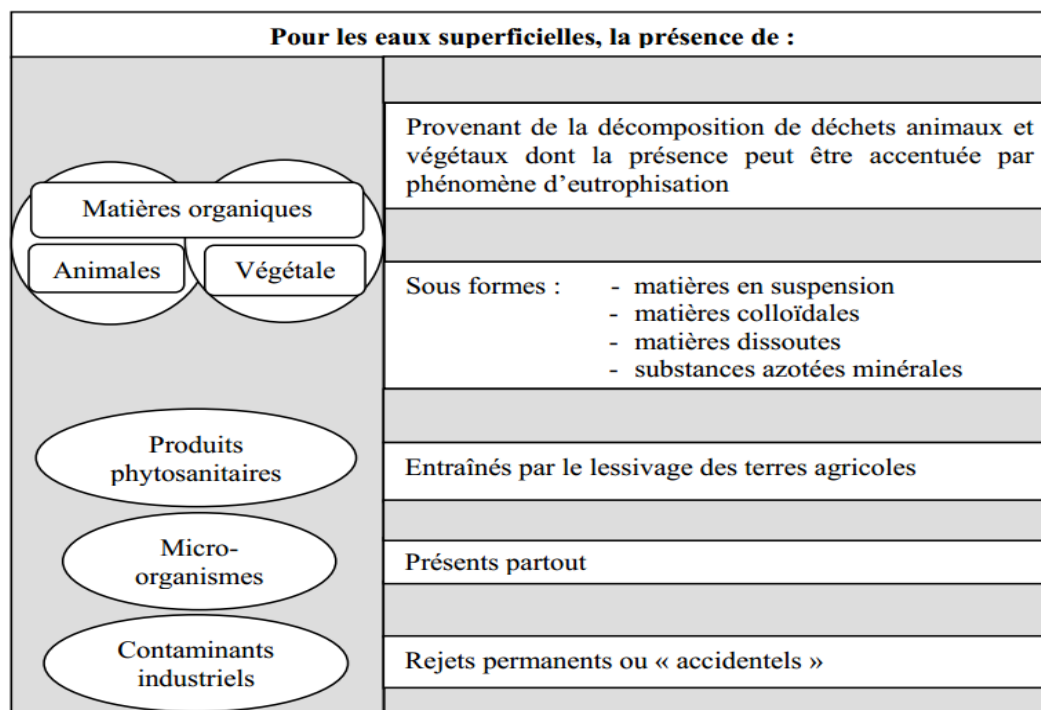 Pour les eaux superficielles, la présence de :
Matières organiques
Animales
Végétale
Provenant de la décomposition de déchets animaux et
végétaux dont la présence peut être accentuée par
phénomène d'eutrophisation
Sous formes : - matières en suspension
- matières colloïdales
- matières dissoutes
- substances azotées minérales
Produits
phytosanitaires
Entraînés par le lessivage des terres agricoles
Micro-
organismes
Présents partout
Contaminants
industriels
Rejets permanents ou « accidentels »